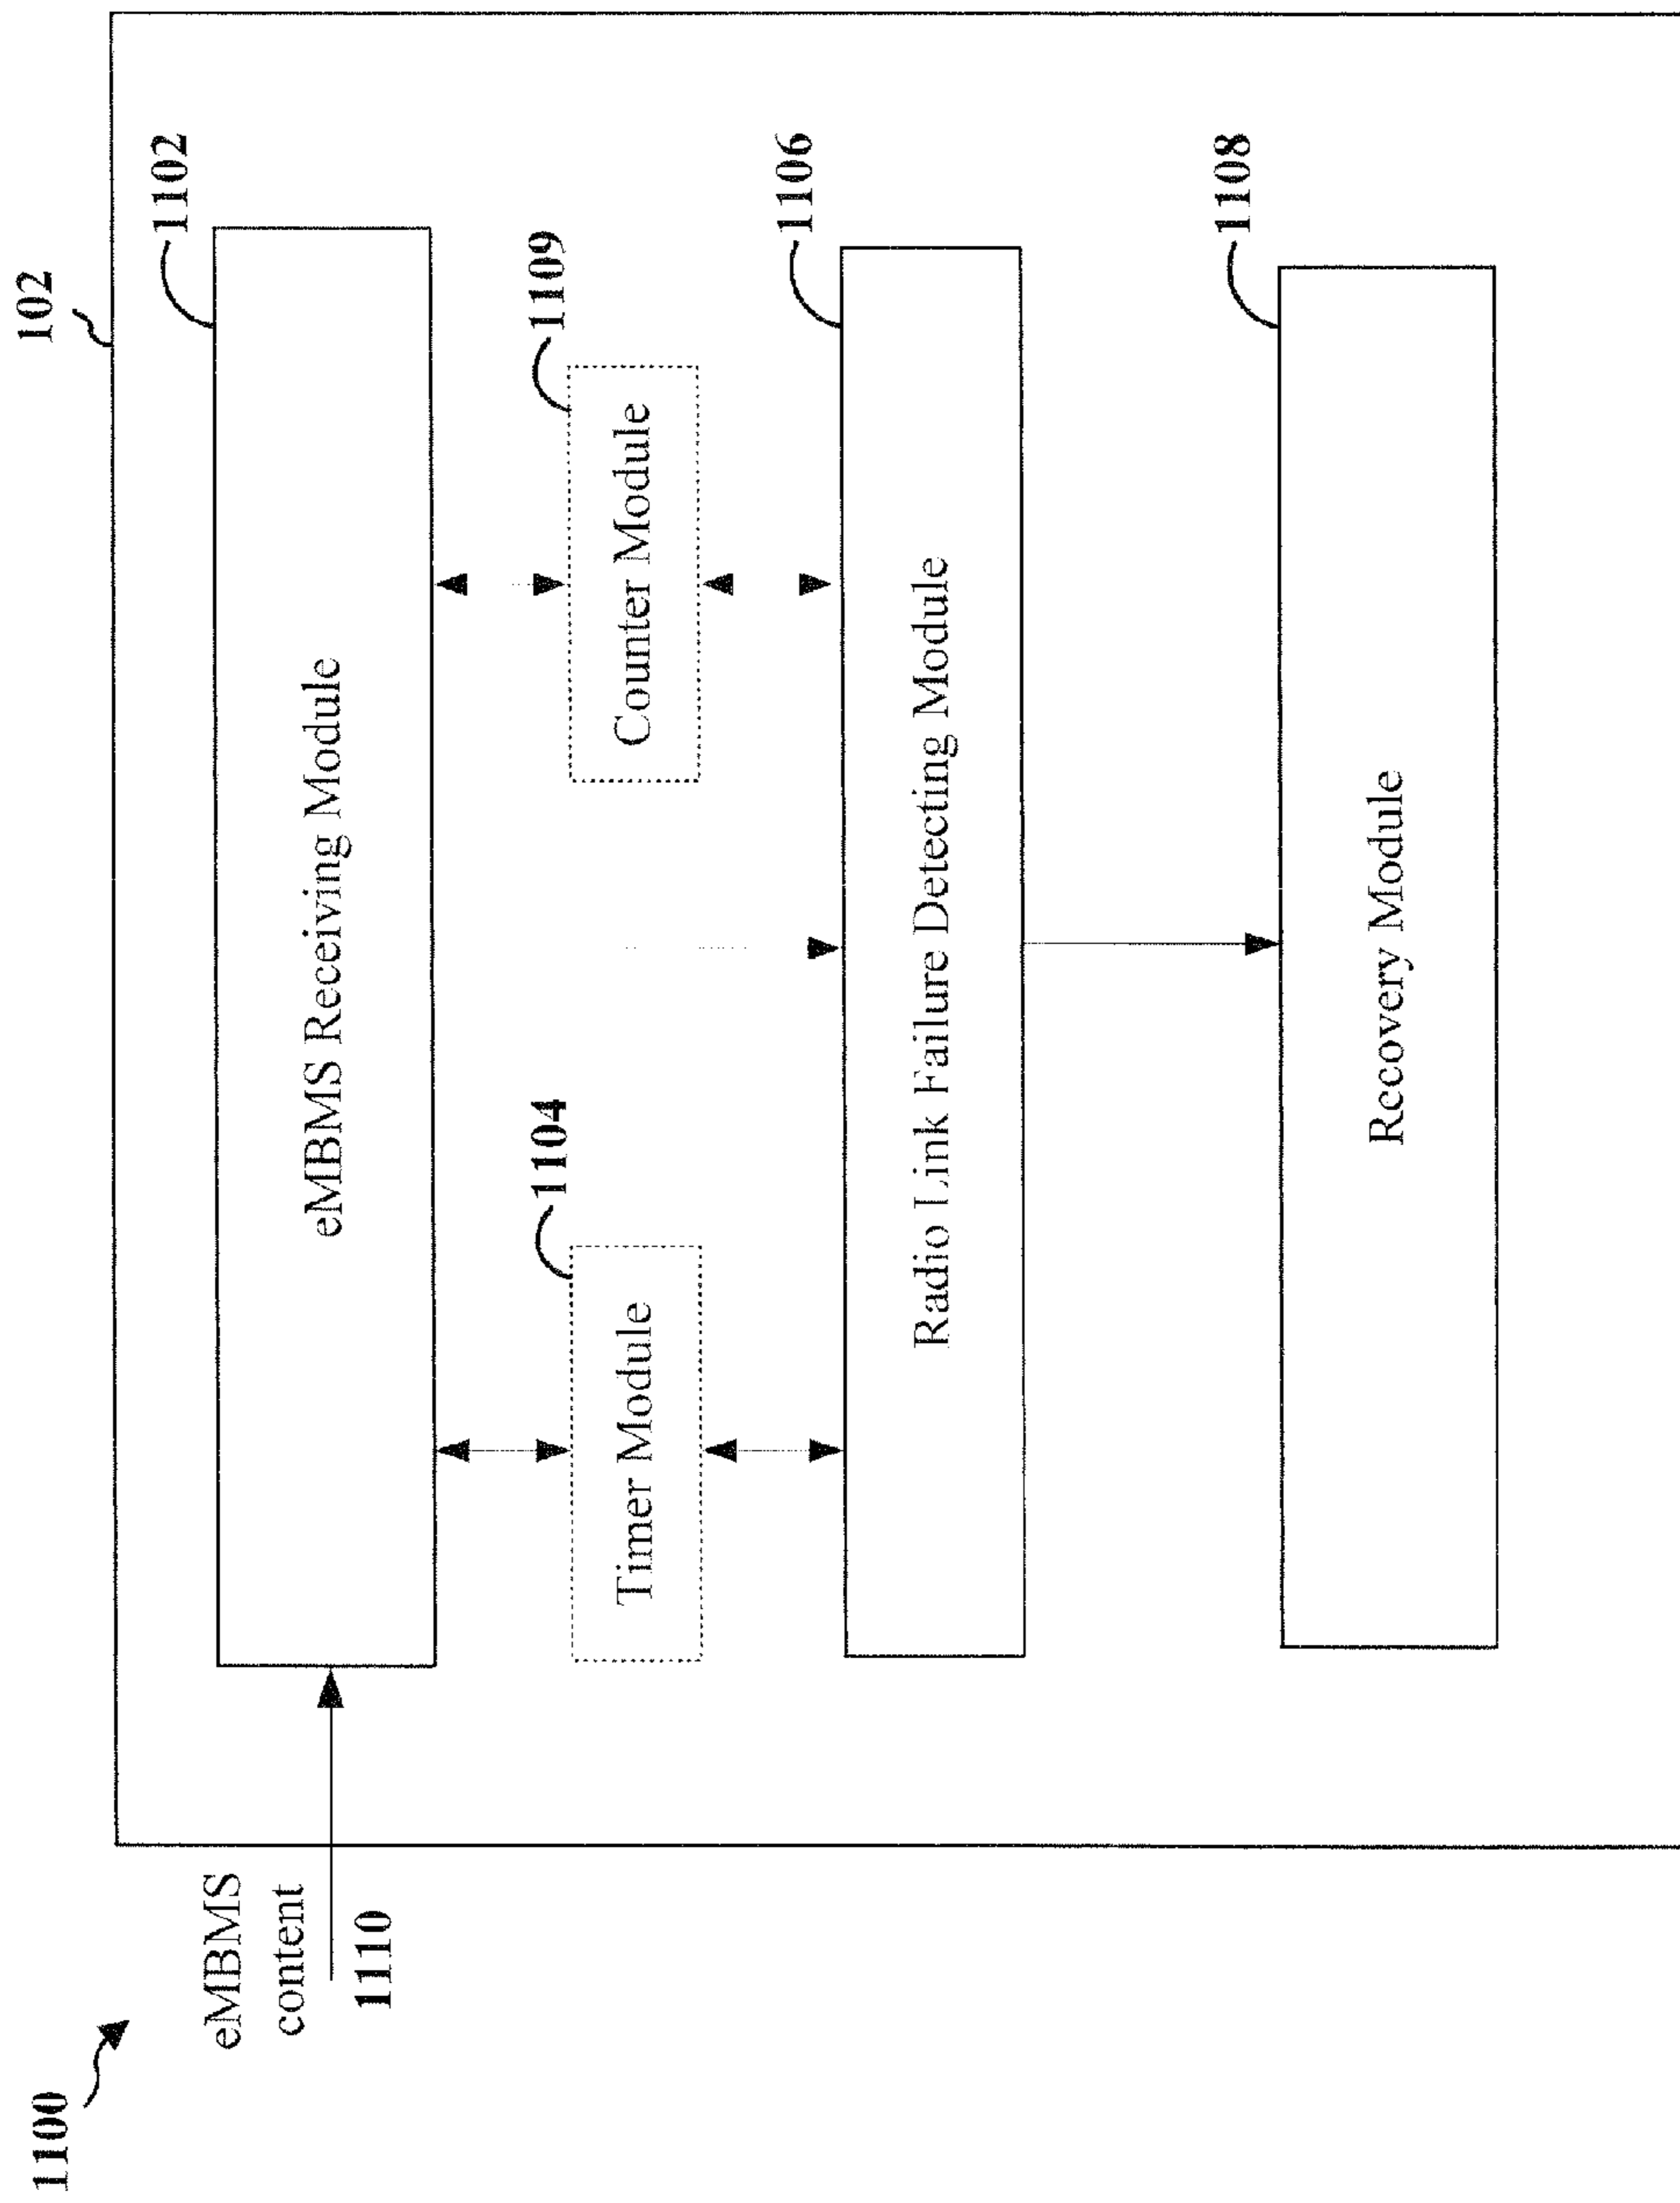 1100
102
eMBMS
content
1110
1102
eMBMS Receiving Module
1104
Timer Module
1109
Counter Module
1106
Radio Link Failure Detecting Module
1108
Recovery Module